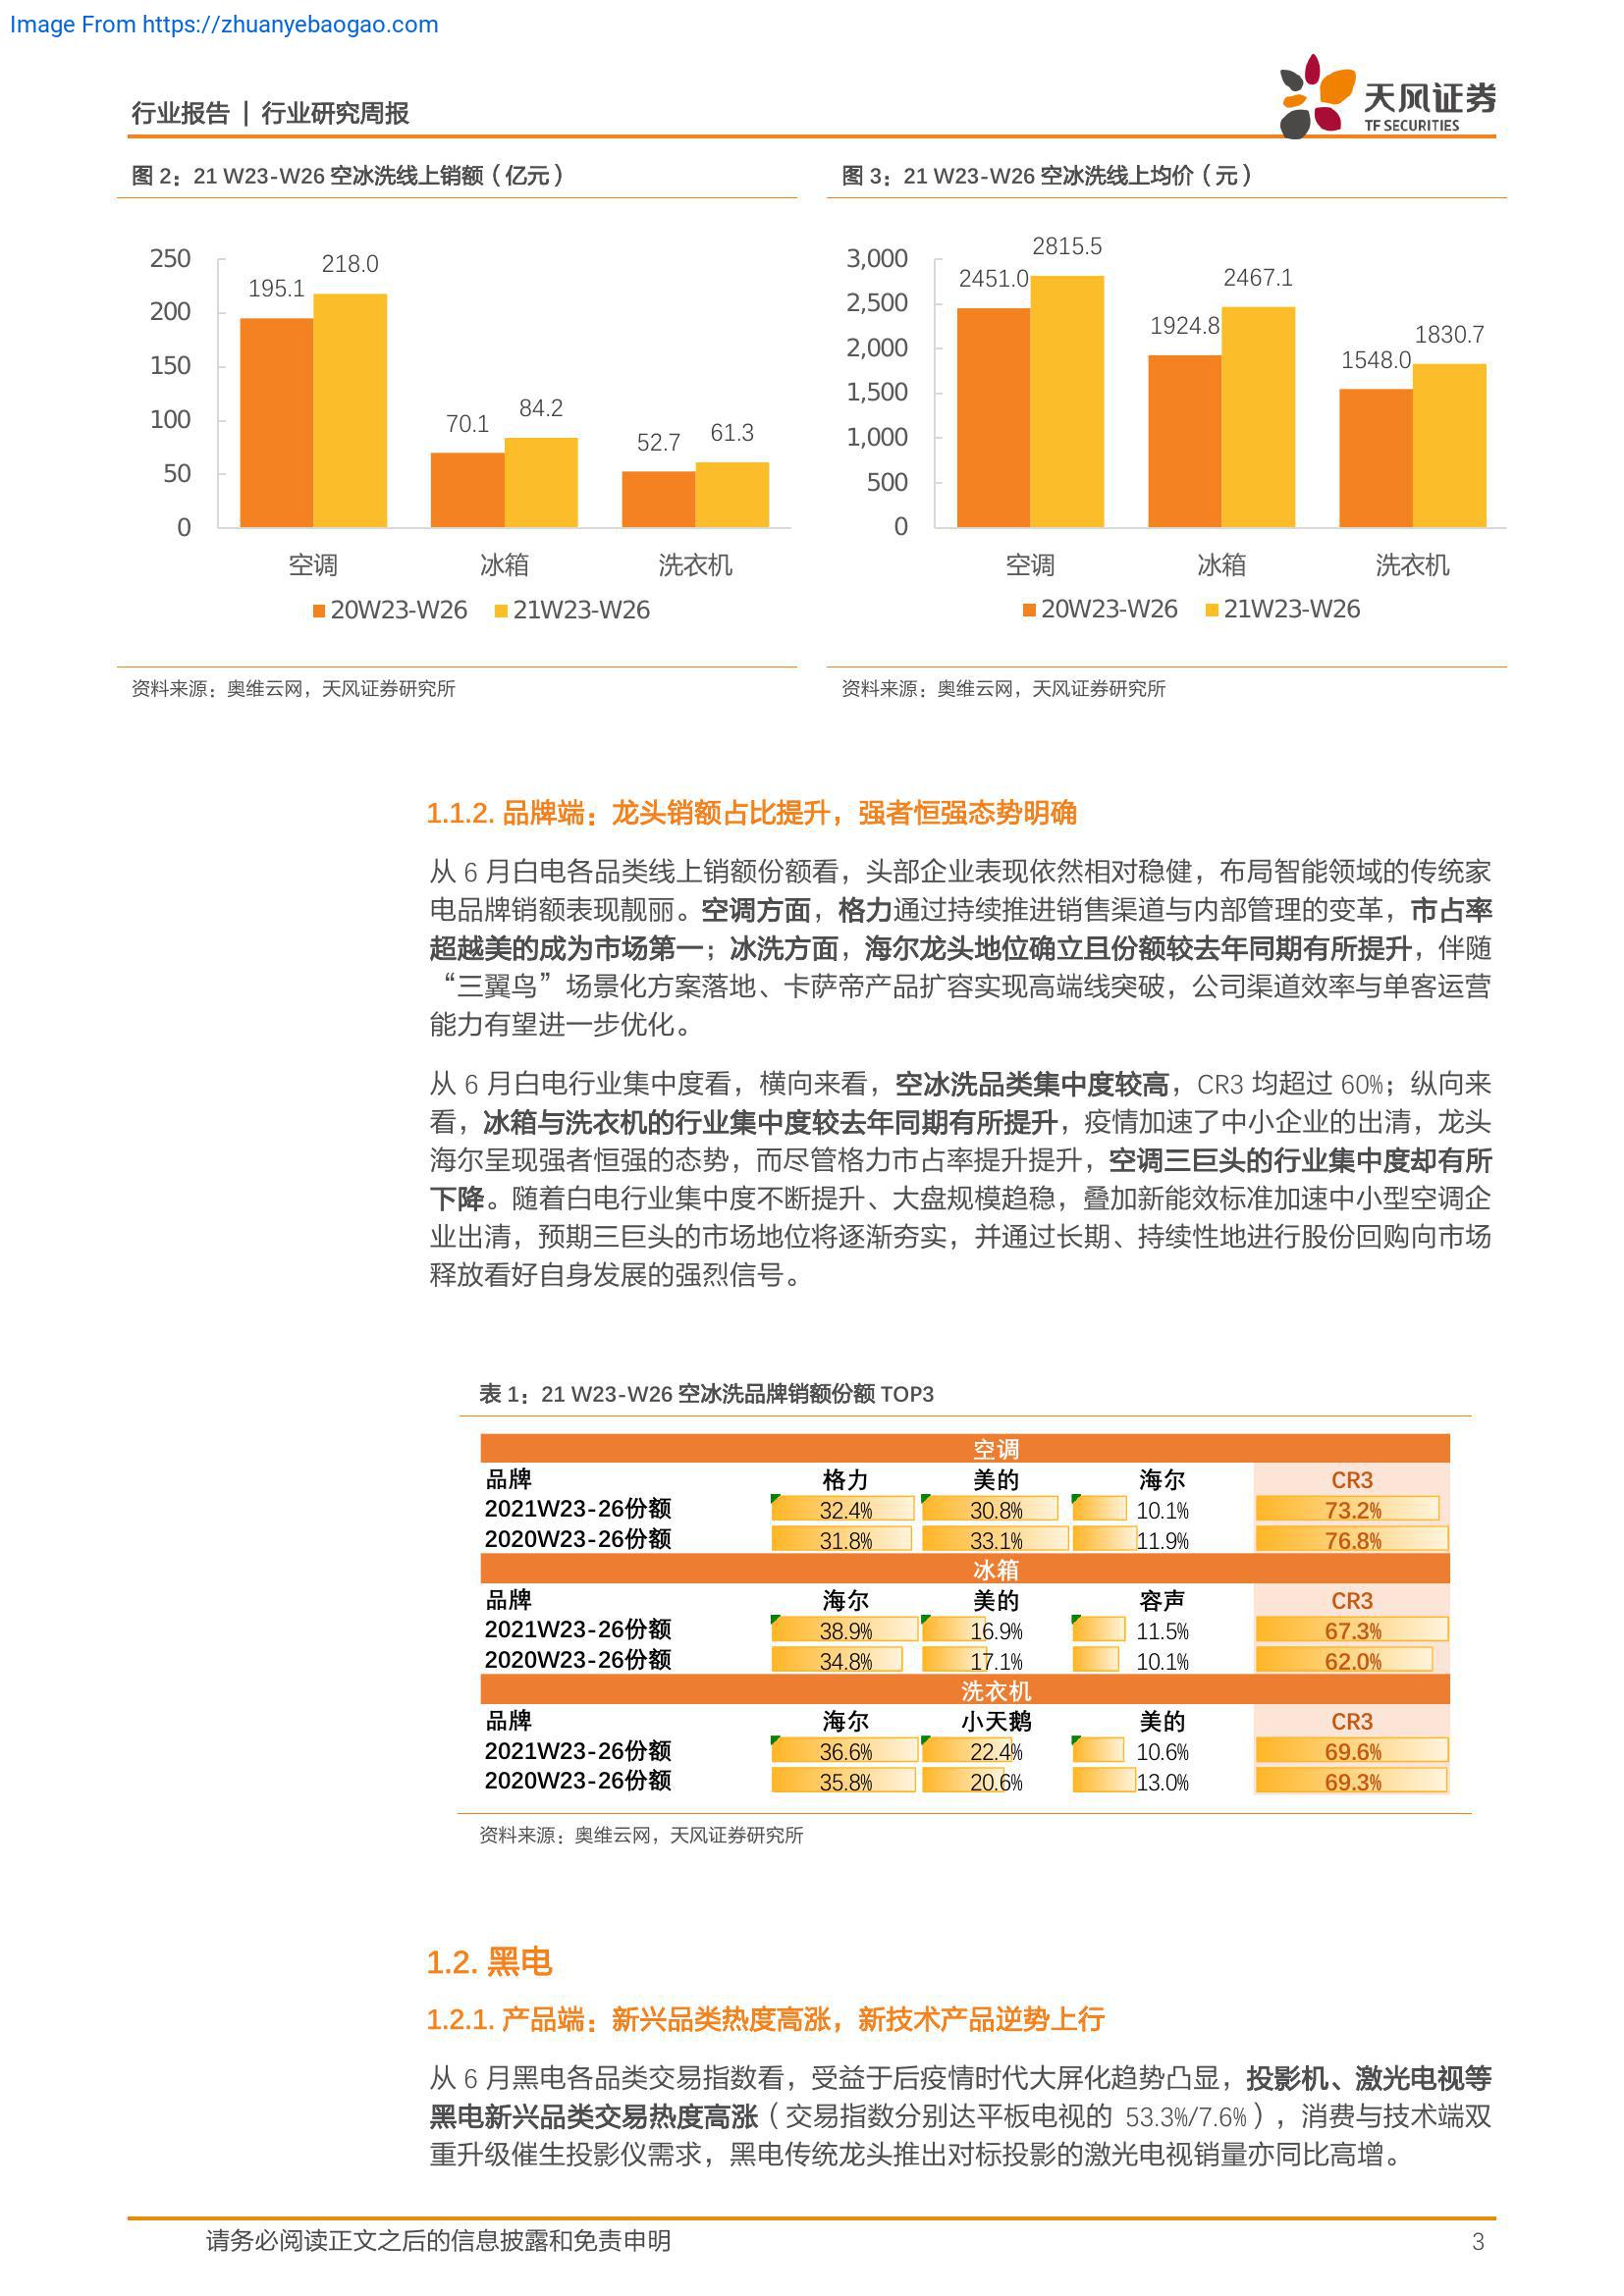 Image From https://zhuanyebaogao.com
行业报告 | 行业研究周报
天风证券
TF SECURITIES
图 2：21 W23-W26 空冰洗线上销额（亿元）
250
200
150
100
50
0
195.1
218.0
70.1
84.2
52.7
61.3
空调
冰箱
洗衣机
20W23-W26
21W23-W26
资料来源：奥维云网，天风证券研究所
图 3：21 W23-W26 空冰洗线上均价（元）
3,000
2,500
2,000
1,500
1,000
500
0
2451.0
2815.5
1924.8
2467.1
1548.0
1830.7
空调
冰箱
洗衣机
20W23-W26
21W23-W26
资料来源：奥维云网，天风证券研究所
1.1.2. 品牌端：龙头销额占比提升，强者恒强态势明确
从 6 月白电各品类线上销额份额看，头部企业表现依然相对稳健，布局智能领域的传统家
电品牌销额表现靓丽。空调方面，格力通过持续推进销售渠道与内部管理的变革，市占率
超越美的成为市场第一；冰洗方面，海尔龙头地位确立且份额较去年同期有所提升，伴随
“三翼鸟”场景化方案落地、卡萨帝产品扩容实现高端线突破，公司渠道效率与单客运营
能力有望进一步优化。
从 6 月白电行业集中度看，横向来看，空冰洗品类集中度较高，CR3 均超过 60%；纵向来
看，冰箱与洗衣机的行业集中度较去年同期有所提升，疫情加速了中小企业的出清，龙头
海尔呈现强者恒强的态势，而尽管格力市占率提升提升，空调三巨头的行业集中度却有所
下降。随着白电行业集中度不断提升、大盘规模趋稳，叠加新能效标准加速中小型空调企
业出清，预期三巨头的市场地位将逐渐夯实，并通过长期、持续性地进行股份回购向市场
释放看好自身发展的强烈信号。
表 1：21 W23-W26 空冰洗品牌销额份额 TOP3
空调
品牌 格力 美的 海尔 CR3
2021W23-26份额 32.4% 30.8% 10.1% 73.2%
2020W23-26份额 31.8% 33.1% 11.9% 76.8%
冰箱
品牌 海尔 美的 容声 CR3
2021W23-26份额 38.9% 16.9% 11.5% 67.3%
2020W23-26份额 34.8% 17.1% 10.1% 62.0%
洗衣机
品牌 海尔 小天鹅 美的 CR3
2021W23-26份额 36.6% 22.4% 10.6% 69.6%
2020W23-26份额 35.8% 20.6% 13.0% 69.3%
资料来源：奥维云网，天风证券研究所
1.2. 黑电
1.2.1. 产品端：新兴品类热度高涨，新技术产品逆势上行
从 6 月黑电各品类交易指数看，受益于后疫情时代大屏化趋势凸显，投影机、激光电视等
黑电新兴品类交易热度高涨（交易指数分别达平板电视的 53.3%/7.6%），消费与技术端双
重升级催生投影仪需求，黑电传统龙头推出对标投影的激光电视销量亦同比高增。
请务必阅读正文之后的信息披露和免责申明
3